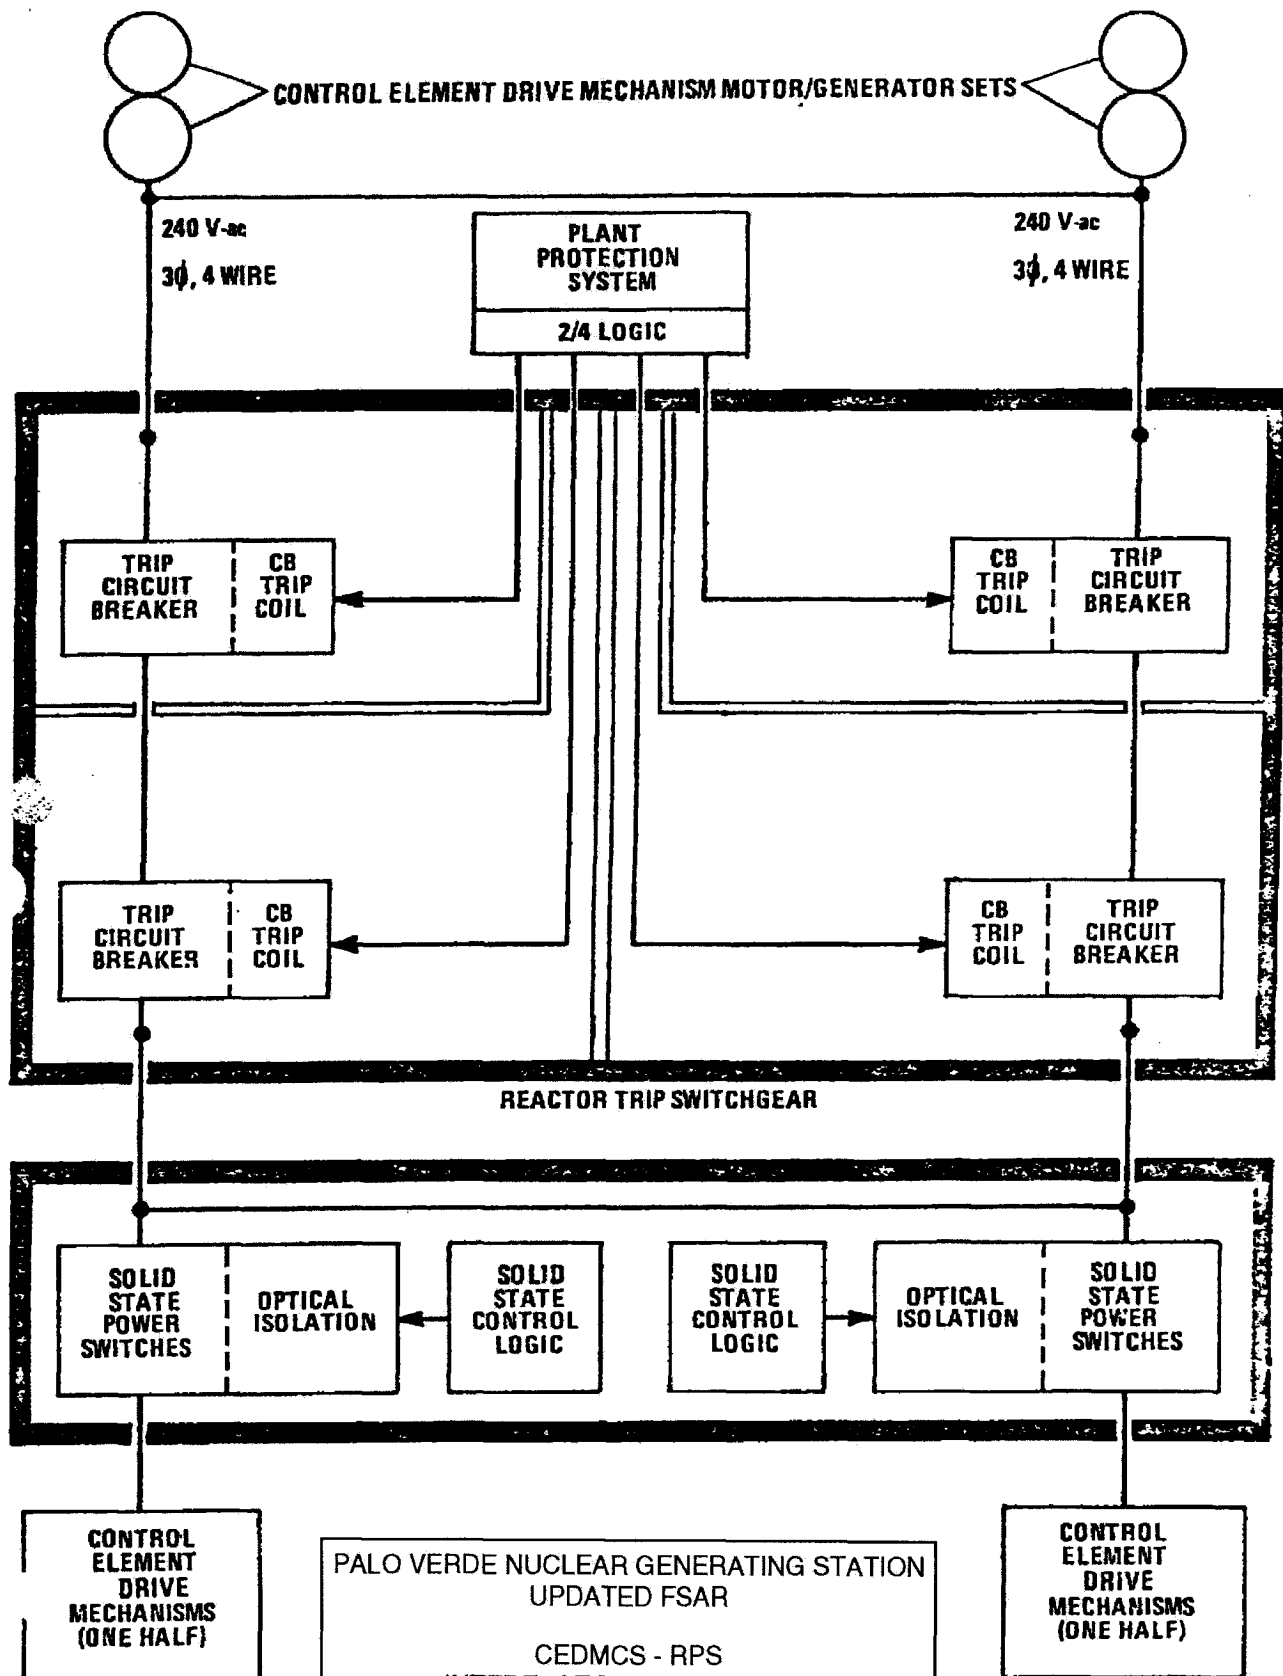 CONTROL ELEMENT DRIVE MECHANISM MOTOR/GENERATOR SETS
240 V-ac
3ϕ, 4 WIRE
240 V-ac
3ϕ, 4 WIRE
PLANT
PROTECTION
SYSTEM
2/4 LOGIC
TRIP
CIRCUIT
BREAKER
CB
TRIP
COIL
CB
TRIP
COIL
TRIP
CIRCUIT
BREAKER
TRIP
CIRCUIT
BREAKER
CB
TRIP
COIL
CB
TRIP
COIL
TRIP
CIRCUIT
BREAKER
REACTOR TRIP SWITCHGEAR
SOLID
STATE
POWER
SWITCHES
OPTICAL
ISOLATION
SOLID
STATE
CONTROL
LOGIC
SOLID
STATE
CONTROL
LOGIC
OPTICAL
ISOLATION
SOLID
STATE
POWER
SWITCHES
CONTROL
ELEMENT
DRIVE
MECHANISMS
(ONE HALF)
PALO VERDE NUCLEAR GENERATING STATION
UPDATED FSAR
CEDMCS - RPS
CONTROL
ELEMENT
DRIVE
MECHANISMS
(ONE HALF)